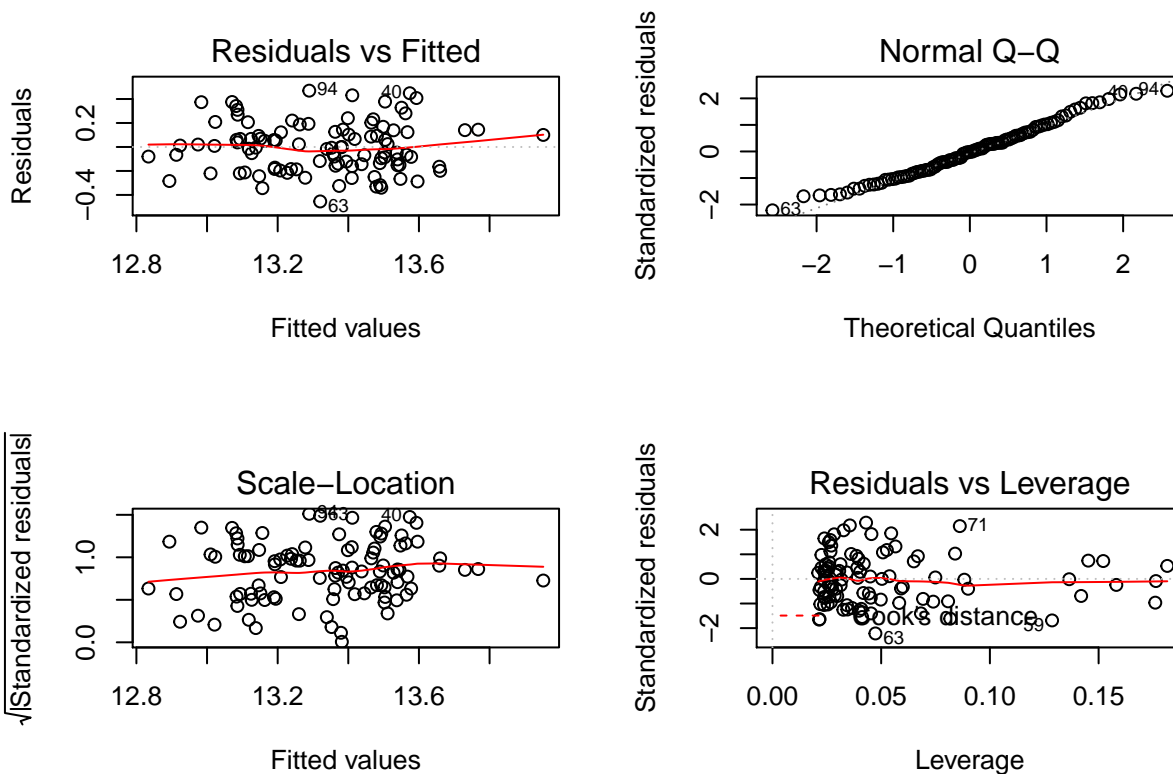 Residuals vs Fitted
Residuals
0.2
−0.4
94
40
63
12.8 13.2 13.6
Fitted values
Normal Q−Q
Standardized residuals
2
0
−2
40
94
63
−2 −1 0 1 2
Theoretical Quantiles
Scale−Location
√|Standardized residuals|
1.0
0.0
94
63
40
12.8 13.2 13.6
Fitted values
Residuals vs Leverage
Standardized residuals
2
0
−2
71
Cook's distance
59
63
0.00 0.05 0.10 0.15
Leverage